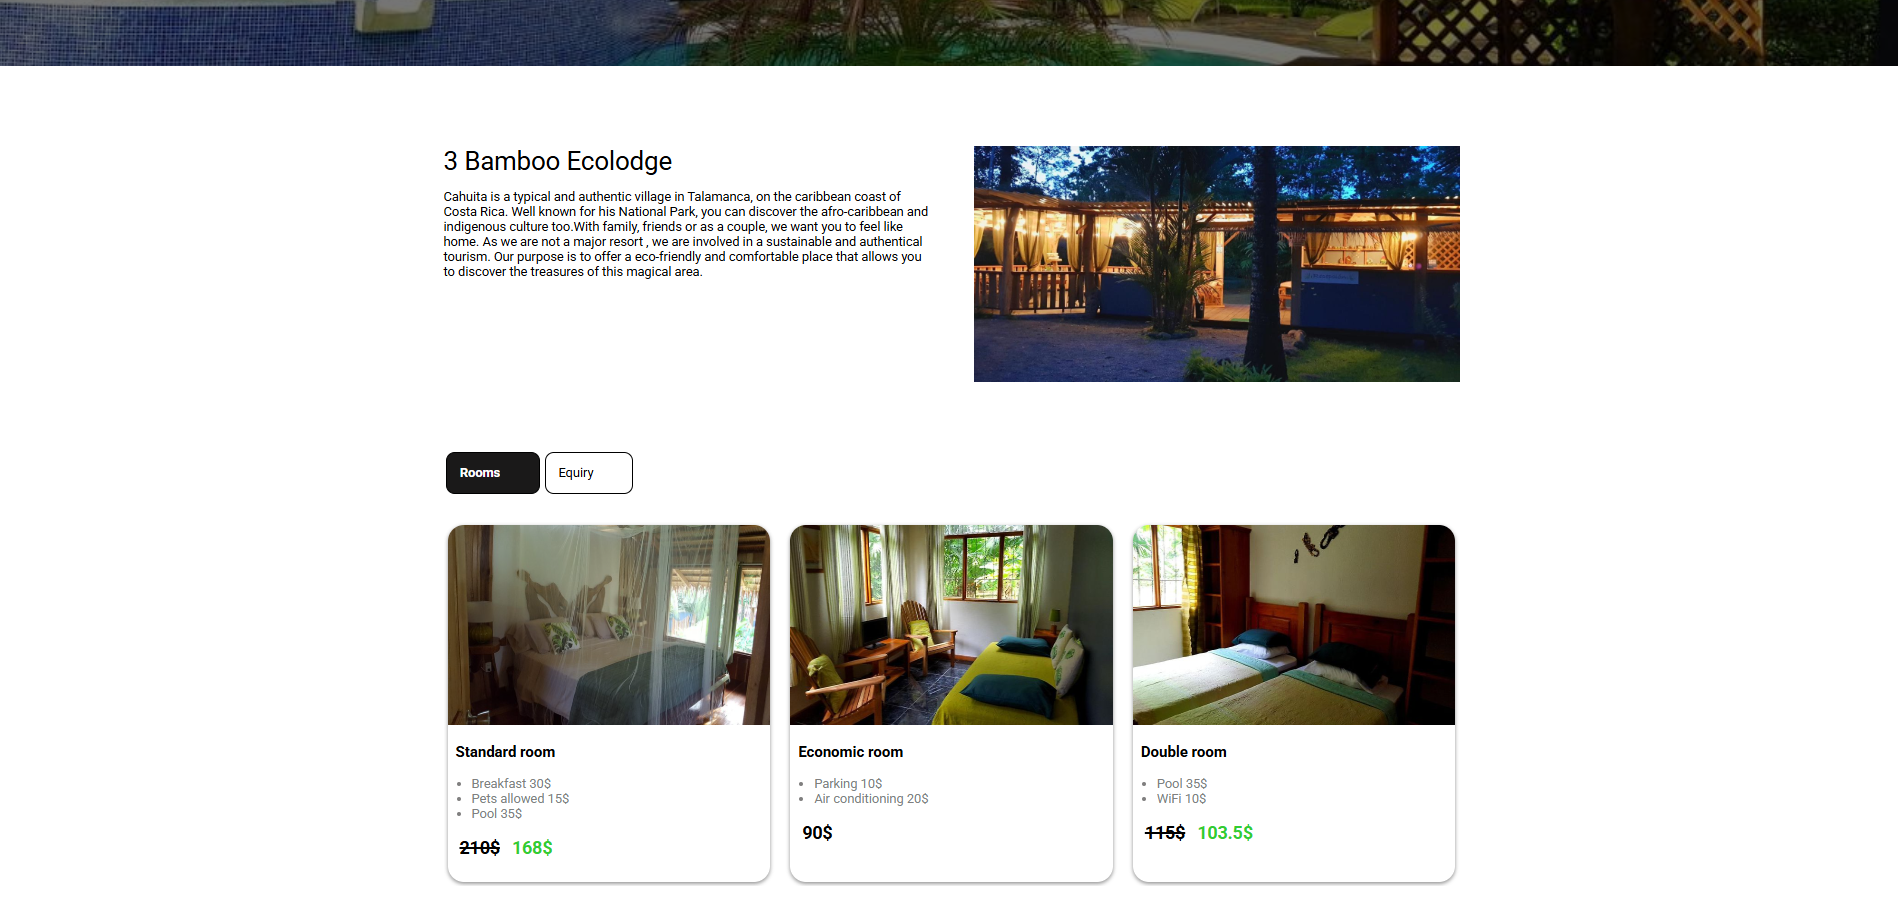 3 Bamboo Ecolodge
Cahuita is a typical and authentic village in Talamanca, on the caribbean coast of
Costa Rica. Well known for his National Park, you can discover the afro-caribbean and
indigenous culture too.With family, friends or as a couple, we want you to feel like
home. As we are not a major resort , we are involved in a sustainable and authentical
tourism. Our purpose is to offer a eco-friendly and comfortable place that allows you
to discover the treasures of this magical area.
Rooms
Equiry
Standard room
• Breakfast 30$
• Pets allowed 15$
• Pool 35$
210$ 168$
Economic room
• Parking 10$
• Air conditioning 20$
90$
Double room
• Pool 35$
• WiFi 10$
115$ 103.5$